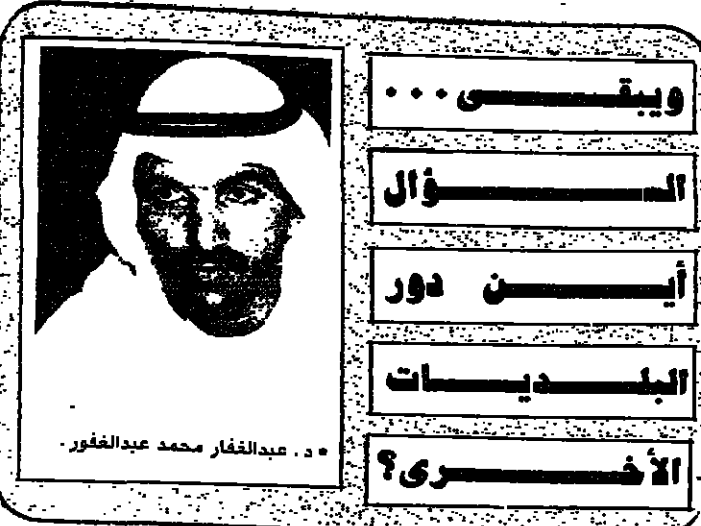 ويبقى...
السؤال
أين دور
البلديات
الأخرى؟
• د. عبدالغفار محمد عبدالغفور.